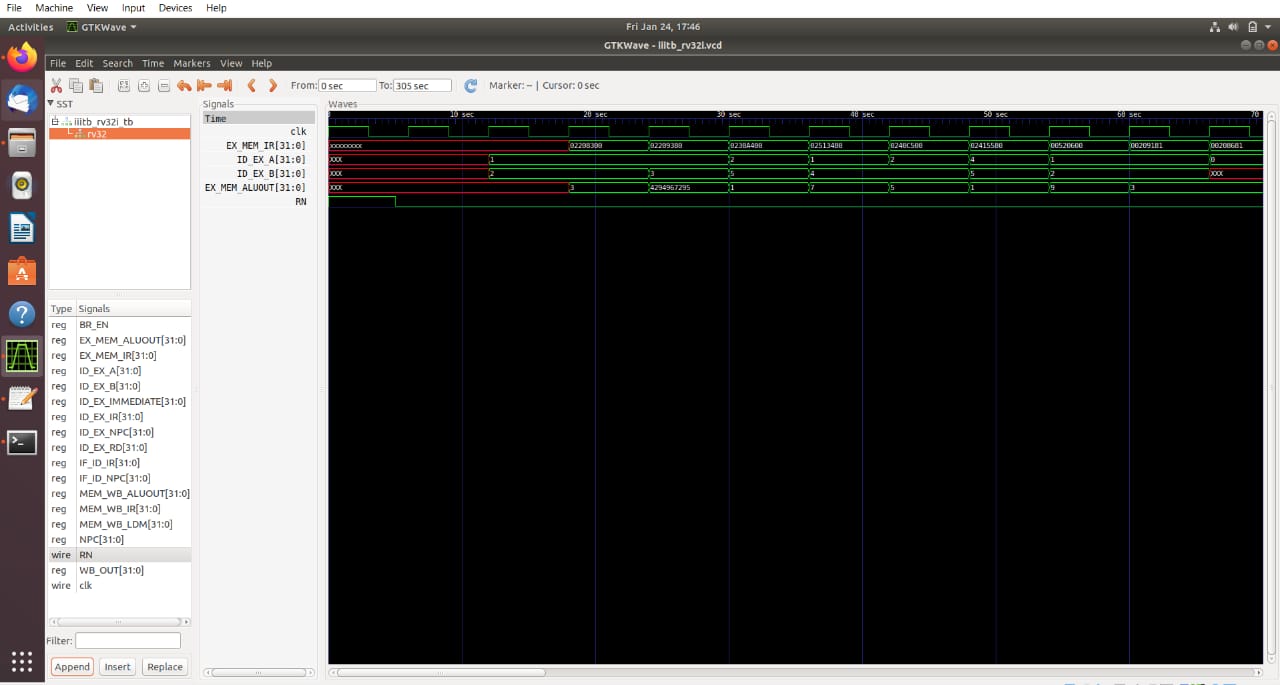 File Machine View Input Devices Help
Activities GTKWave Fri Jan 24, 17:46
GTKWave - iiitb_rv32i.vcd
File Edit Search Time Markers View Help
From: 0 sec To: 305 sec Marker: -- | Cursor: 0 sec
SST
iiitb_rv32i_tb
rv32
Type Signals
reg BR_EN
reg EX_MEM_ALUOUT[31:0]
reg EX_MEM_IR[31:0]
reg ID_EX_A[31:0]
reg ID_EX_B[31:0]
reg ID_EX_IMMEDIATE[31:0]
reg ID_EX_IR[31:0]
reg ID_EX_NPC[31:0]
reg ID_EX_RD[31:0]
reg IF_ID_IR[31:0]
reg IF_ID_NPC[31:0]
reg MEM_WB_ALUOUT[31:0]
reg MEM_WB_IR[31:0]
reg MEM_WB_LDM[31:0]
reg NPC[31:0]
wire RN
reg WB_OUT[31:0]
wire clk
Filter:
Append Insert Replace
Signals
Time
clk
EX_MEM_IR[31:0]
ID_EX_A[31:0]
ID_EX_B[31:0]
EX_MEM_ALUOUT[31:0]
RN
Waves
0 10 sec 20 sec 30 sec 40 sec 50 sec 60 sec 70
xxxxxxxx 02208300 02209380 0230A400 02513480 0240C500 02415580 00520600 00209181 00208681
XXX 1 2 1 2 4 1 0
XXX 2 3 5 4 5 2 XXX
XXX 3 4294967295 1 7 5 1 9 3